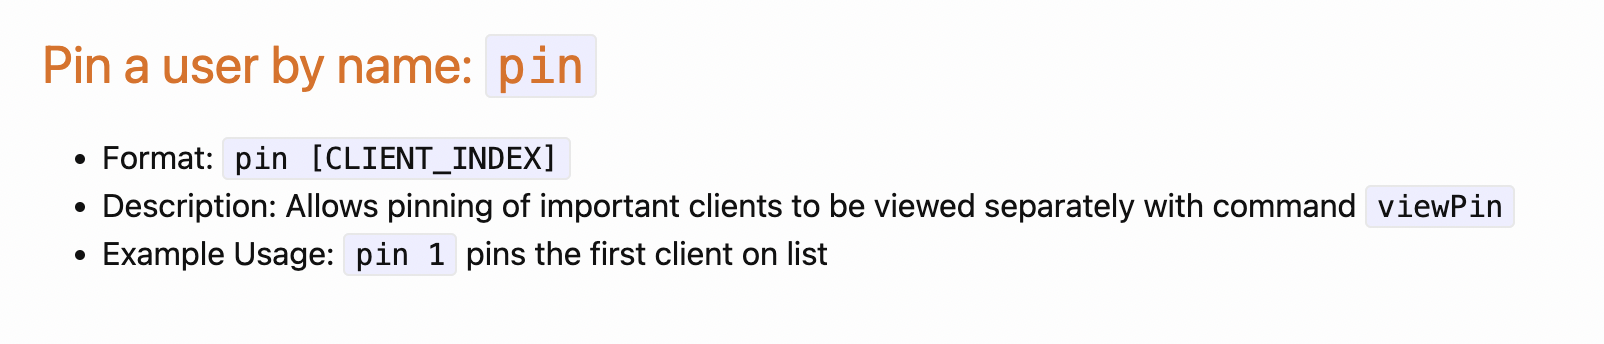 Pin a user by name: pin
• Format: pin [CLIENT_INDEX]
• Description: Allows pinning of important clients to be viewed separately with command viewPin
• Example Usage: pin 1 pins the first client on list